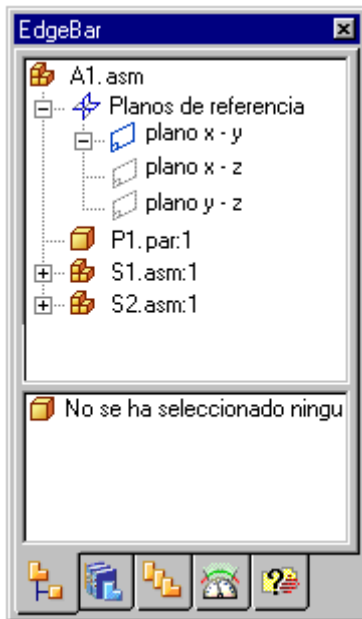 EdgeBar
A1.asm
Planos de referencia
plano x - y
plano x - z
plano y - z
P1.par:1
S1.asm:1
S2.asm:1
No se ha seleccionado ningu